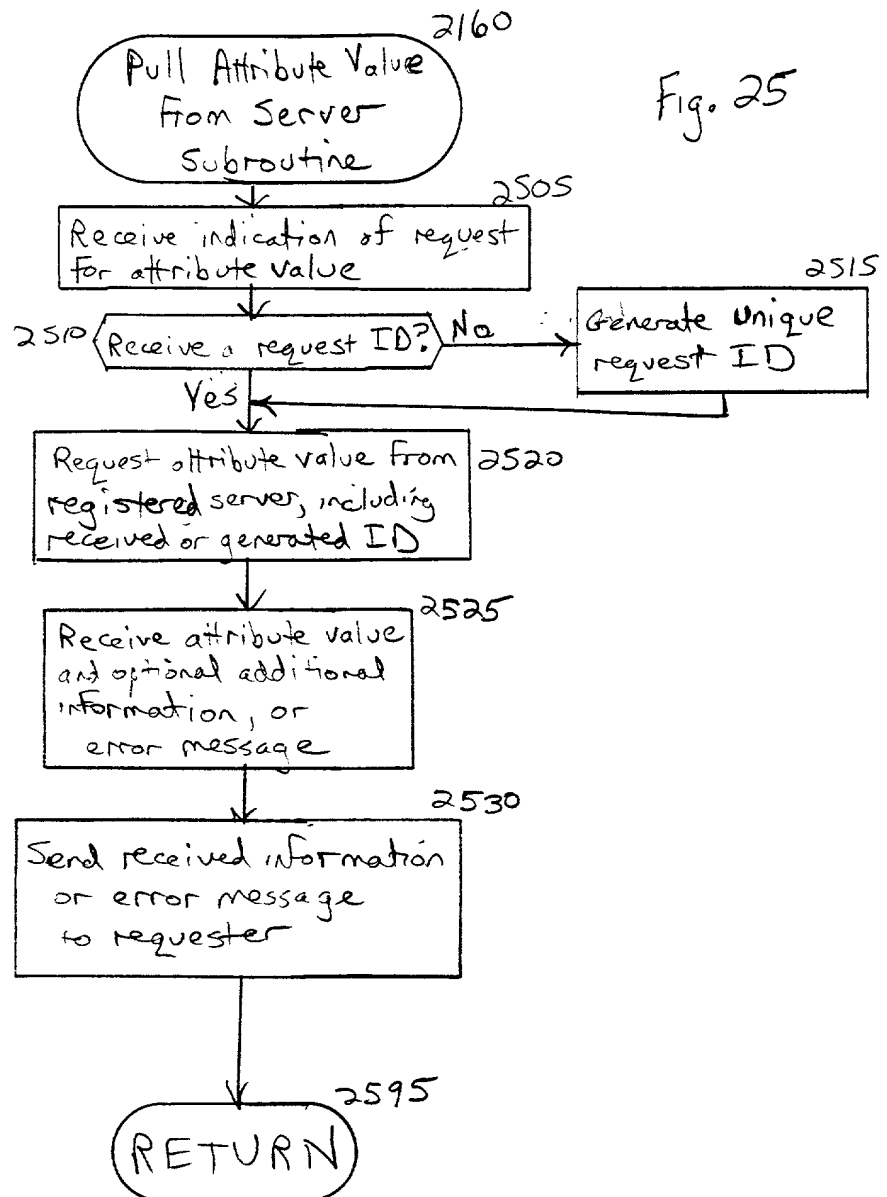 2160
Pull Attribute Value
From Server
Subroutine
Fig. 25
2505
Receive indication of request
for attribute value
2510
Receive a request ID?
No
2515
Generate Unique
request ID
Yes
2520
Request attribute value from
registered server, including
received or generated ID
2525
Receive attribute value
and optional additional
information, or
error message
2530
Send received information
or error message
to requester
2595
RETURN